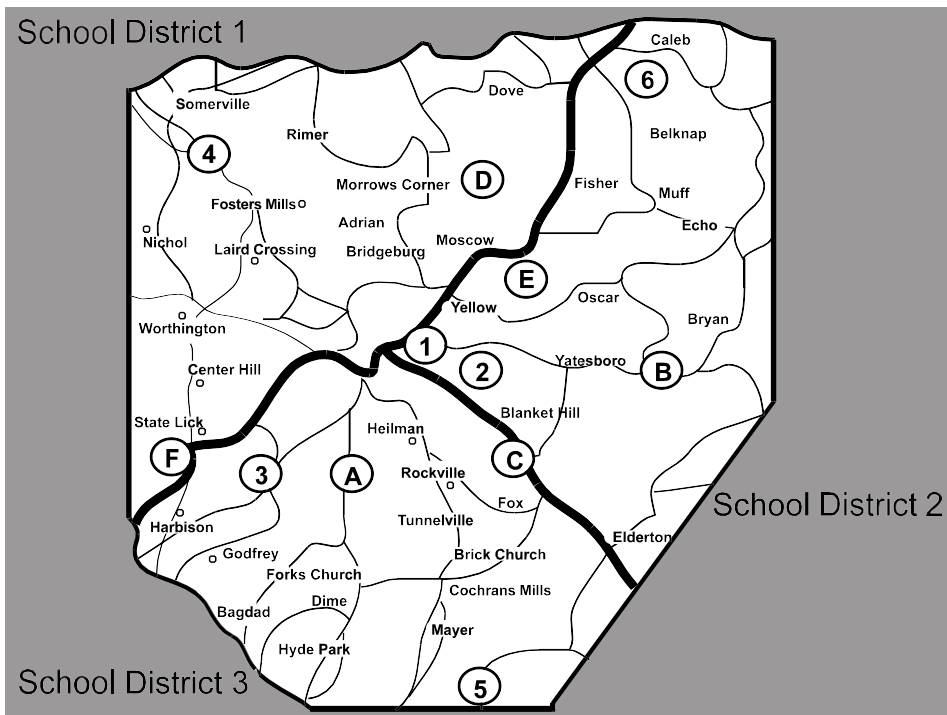 School District 1
Caleb
6
Dove
Somerville
Rimer
Belknap
4
D
Morrows Corner
Fisher
Muff
Fosters Mills
Adrian
Echo
Nichol
Laird Crossing
Bridgeburg
Moscow
E
Oscar
Yellow
Worthington
Bryan
1
Center Hill
2
Yatesboro
B
State Lick
Heilman
Blanket Hill
F
3
A
Rockville
C
Fox
School District 2
Harbison
Tunnelville
Elderton
Godfrey
Brick Church
Forks Church
Cochrans Mills
Bagdad
Dime
Mayer
Hyde Park
School District 3
5